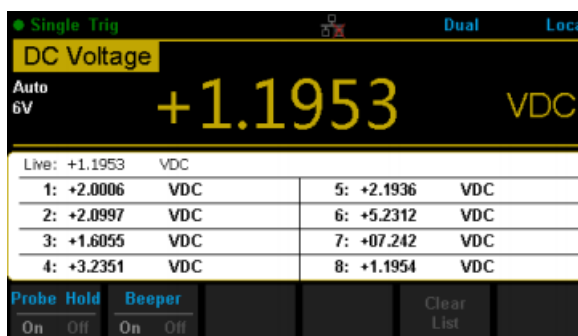 Single Trig Dual Loca
DC Voltage
Auto
6V
+1.1953 VDC
Live: +1.1953 VDC
1: +2.0006 VDC 5: +2.1936 VDC
2: +2.0997 VDC 6: +5.2312 VDC
3: +1.6055 VDC 7: +07.242 VDC
4: +3.2351 VDC 8: +1.1954 VDC
Probe Hold Beeper Clear
On Off On Off List